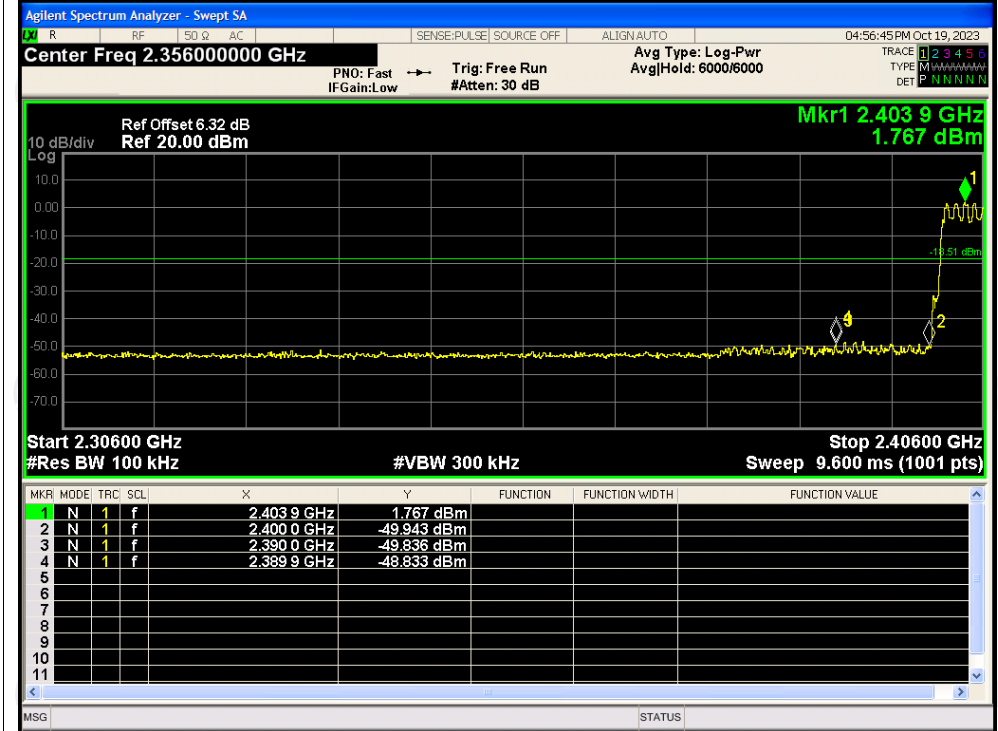 Agilent Spectrum Analyzer - Swept SA
LXI R RF 50 Ω AC SENSE:PULSE SOURCE OFF ALIGN AUTO 04:56:45 PM Oct 19, 2023
Center Freq 2.356000000 GHz
PNO: Fast
IFGain:Low
Trig: Free Run
#Atten: 30 dB
Avg Type: Log-Pwr
Avg|Hold: 6000/6000
TRACE 1 2 3 4 5 6
TYPE M WWWWW
DET P N N N N N
Mkr1 2.403 9 GHz
1.767 dBm
Ref Offset 6.32 dB
10 dB/div Ref 20.00 dBm
Log
10.0
0.00
-10.0
-20.0
-30.0
-40.0
-50.0
-60.0
-70.0
1
-18.51 dBm
2
Start 2.30600 GHz Stop 2.40600 GHz
#Res BW 100 kHz #VBW 300 kHz Sweep 9.600 ms (1001 pts)
MKR MODE TRC SCL X Y FUNCTION FUNCTION WIDTH FUNCTION VALUE
1 N 1 f 2.403 9 GHz 1.767 dBm
2 N 1 f 2.400 0 GHz -49.943 dBm
3 N 1 f 2.390 0 GHz -49.836 dBm
4 N 1 f 2.389 9 GHz -48.833 dBm
5
6
7
8
9
10
11
MSG STATUS